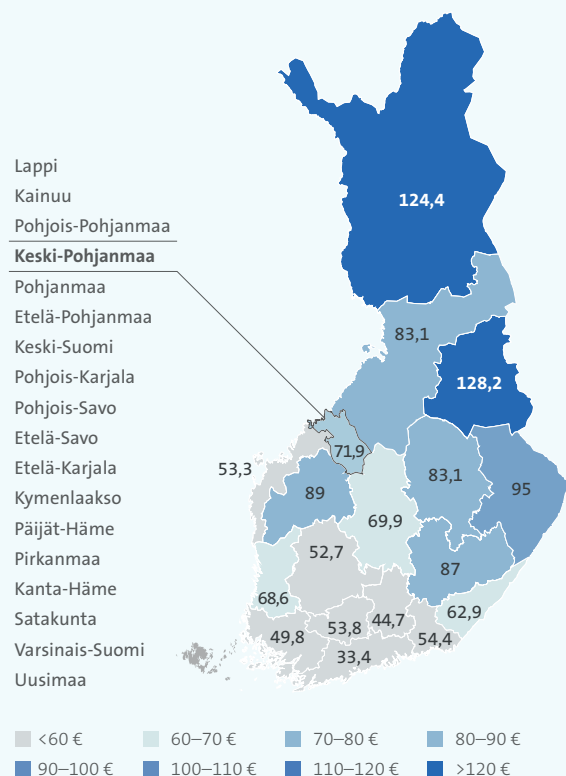 Lappi
Kainuu
Pohjois-Pohjanmaa
Keski-Pohjanmaa
Pohjanmaa
Etelä-Pohjanmaa
Keski-Suomi
Pohjois-Karjala
Pohjois-Savo
Etelä-Savo
Etelä-Karjala
Kymenlaakso
Päijät-Häme
Pirkanmaa
Kanta-Häme
Satakunta
Varsinais-Suomi
Uusimaa
124,4
83,1
128,2
71,9
53,3
83,1
95
89
69,9
52,7
87
68,6
62,9
44,7
53,8
49,8
54,4
33,4
<60 € 60–70 € 70–80 € 80–90 €
90–100 € 100–110 € 110–120 € >120 €